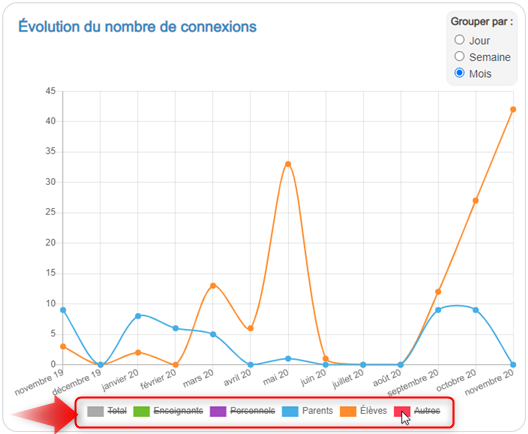 Évolution du nombre de connexions
Grouper par :
Jour
Semaine
Mois
45
40
35
30
25
20
15
10
5
0
novembre 19
décembre 19
janvier 20
février 20
mars 20
avril 20
mai 20
juin 20
juillet 20
août 20
septembre 20
octobre 20
novembre 20
Total Enseignants Personnels Parents Élèves Autres